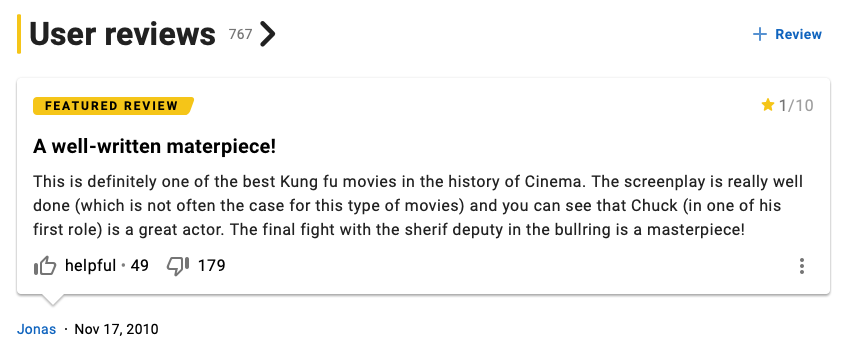 User reviews 767
+ Review
FEATURED REVIEW
1/10
A well-written materpiece!
This is definitely one of the best Kung fu movies in the history of Cinema. The screenplay is really well
done (which is not often the case for this type of movies) and you can see that Chuck (in one of his
first role) is a great actor. The final fight with the sherif deputy in the bullring is a masterpiece!
helpful · 49 179
Jonas · Nov 17, 2010